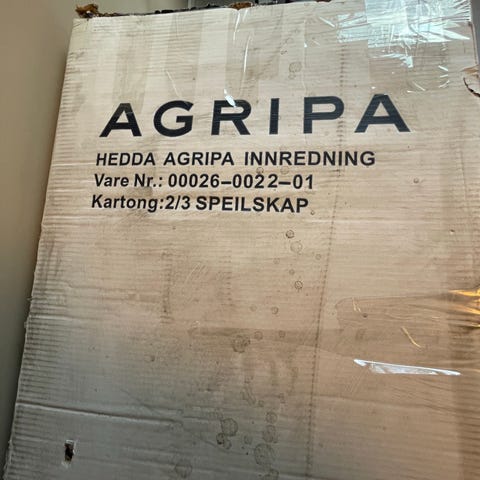 AGRIPA
HEDDA AGRIPA INNREDNING
Vare Nr.: 00026-0022-01
Kartong:2/3 SPEILSKAP